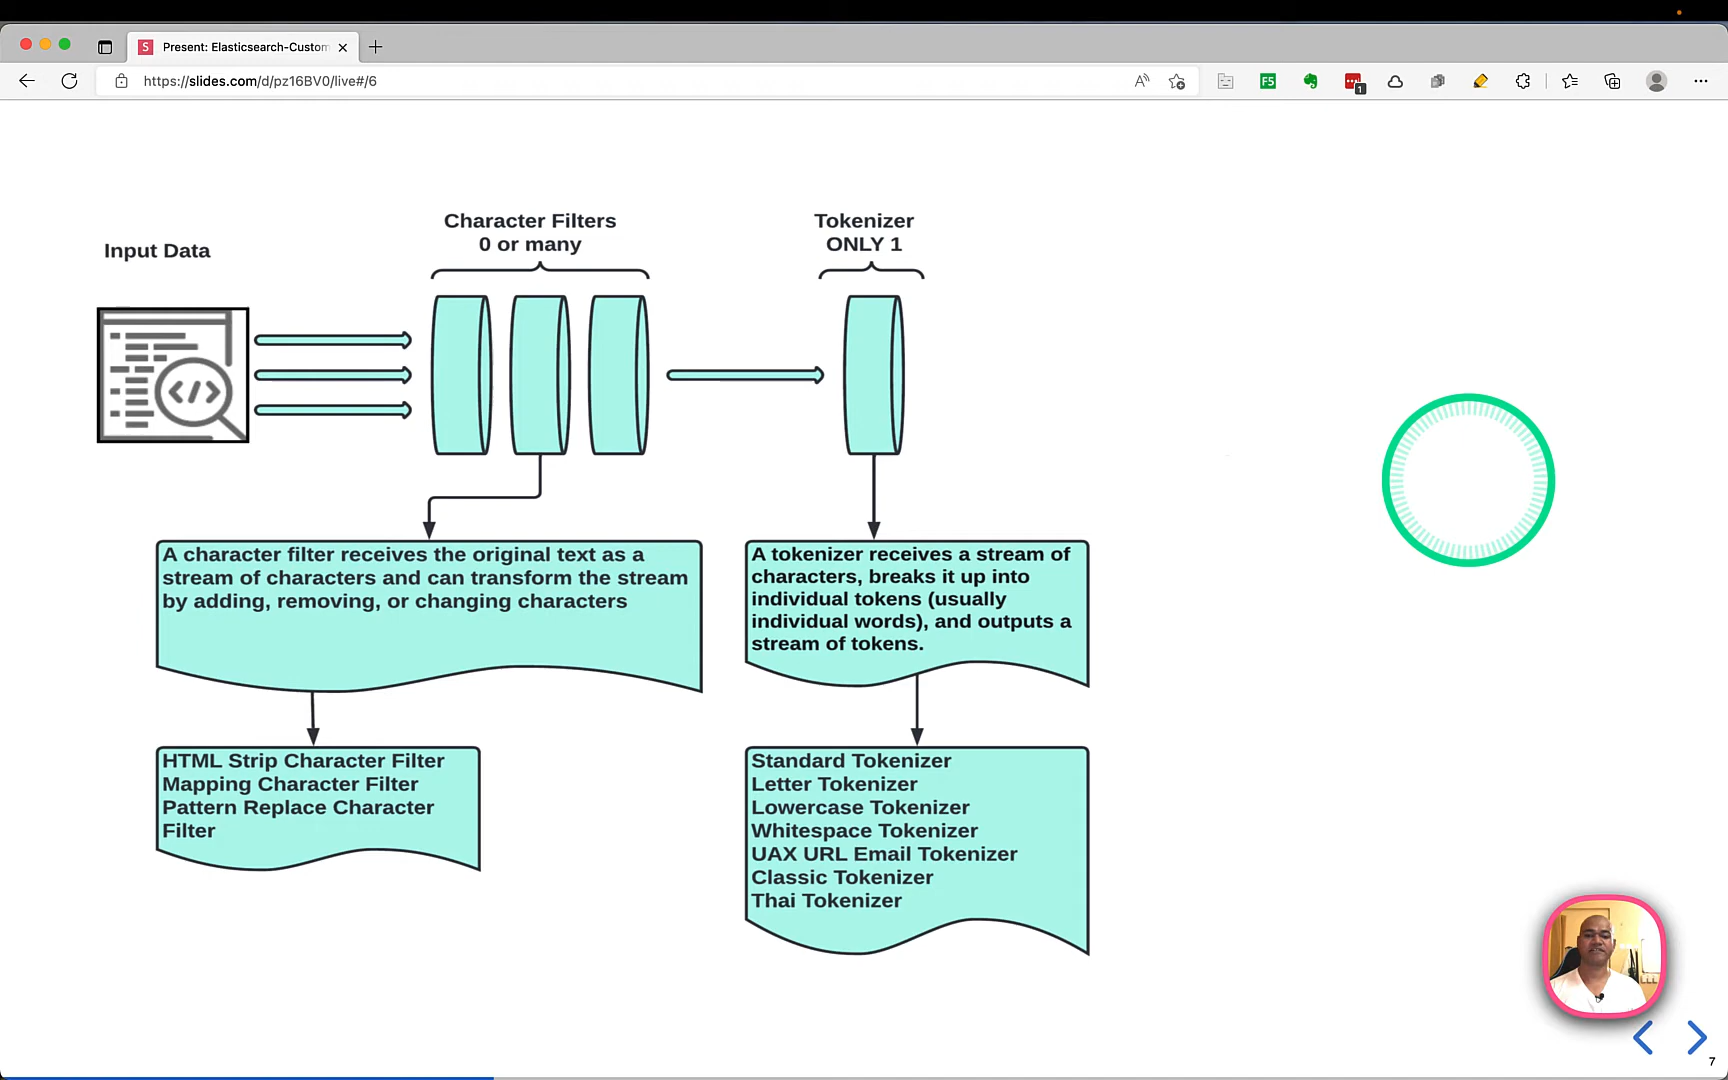 Present: Elasticsearch-Custom
https://slides.com/d/pz16BV0/live#/6
F5
1
Input Data
Character Filters
0 or many
Tokenizer
ONLY 1
A character filter receives the original text as a
stream of characters and can transform the stream
by adding, removing, or changing characters
A tokenizer receives a stream of
characters, breaks it up into
individual tokens (usually
individual words), and outputs a
stream of tokens.
HTML Strip Character Filter
Mapping Character Filter
Pattern Replace Character
Filter
Standard Tokenizer
Letter Tokenizer
Lowercase Tokenizer
Whitespace Tokenizer
UAX URL Email Tokenizer
Classic Tokenizer
Thai Tokenizer
7